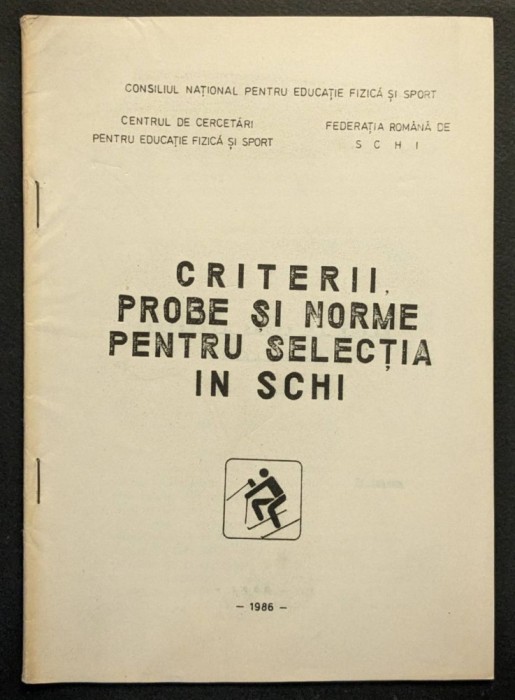 CONSILIUL NAȚIONAL PENTRU EDUCAȚIE FIZICĂ ȘI SPORT
CENTRUL DE CERCETĂRI
PENTRU EDUCAȚIE FIZICĂ ȘI SPORT
FEDERAȚIA ROMÂNĂ DE
S C H I
CRITERII,
PROBE ȘI NORME
PENTRU SELECȚIA
IN SCHI
- 1986 -